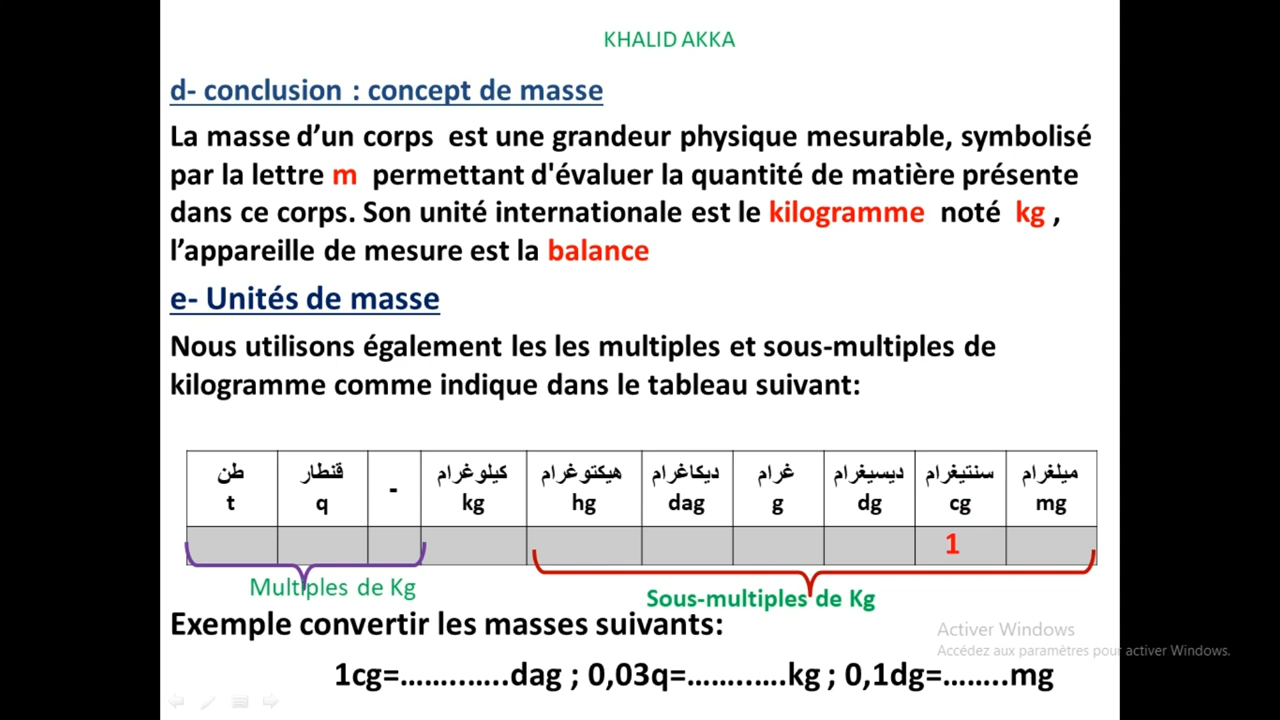 KHALID AKKA
d- conclusion : concept de masse
La masse d’un corps est une grandeur physique mesurable, symbolisé
par la lettre m permettant d'évaluer la quantité de matière présente
dans ce corps. Son unité internationale est le kilogramme noté kg ,
l’appareille de mesure est la balance
e- Unités de masse
Nous utilisons également les les multiples et sous-multiples de
kilogramme comme indique dans le tableau suivant:
طن قنطار - كيلوغرام هيكتوغرام ديكاغرام غرام ديسيغرام سنتيغرام ميلغرام
t q kg hg dag g dg cg mg
1
Multiples de Kg
Sous-multiples de Kg
Exemple convertir les masses suivants:
Activer Windows
Accédez aux paramètres pour activer Windows.
1cg=……..…..dag ; 0,03q=……..….kg ; 0,1dg=……..mg